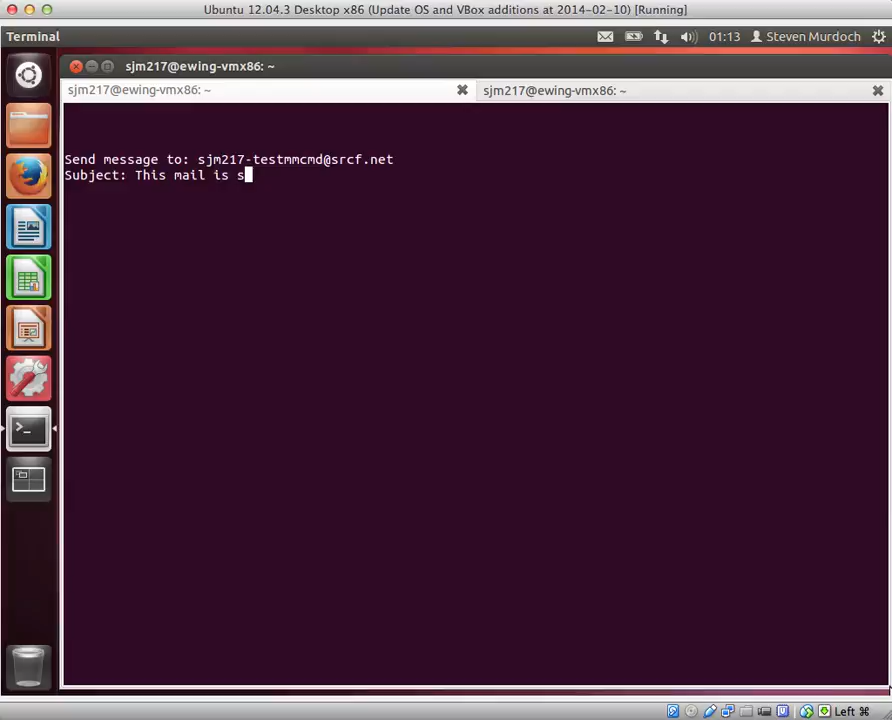 Ubuntu 12.04.3 Desktop x86 (Update OS and VBox additions at 2014-02-10) [Running]
Terminal 01:13 Steven Murdoch
sjm217@ewing-vmx86: ~
sjm217@ewing-vmx86: ~ sjm217@ewing-vmx86: ~
Send message to: sjm217-testmmcmd@srcf.net
Subject: This mail is s
Left ⌘